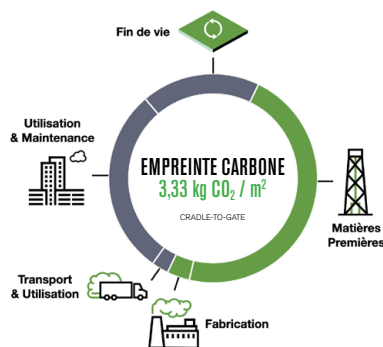 Fin de vie
Utilisation
& Maintenance
EMPREINTE CARBONE
3,33 kg CO₂ / m²
CRADLE-TO-GATE
Matières
Premières
Transport
& Utilisation
Fabrication